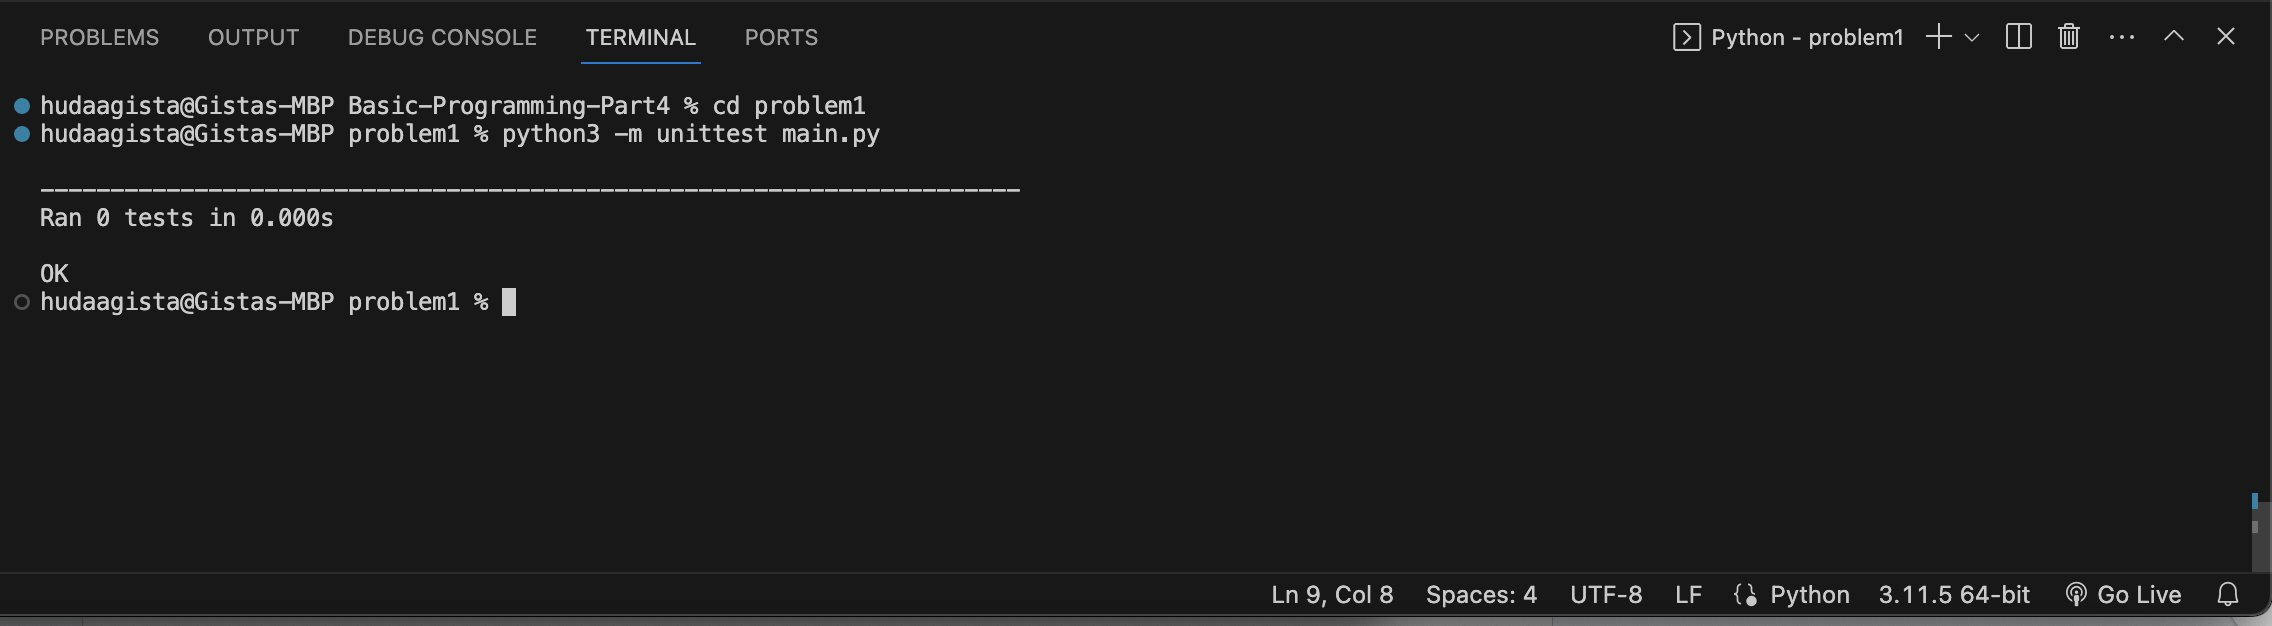 PROBLEMS OUTPUT DEBUG CONSOLE TERMINAL PORTS Python - problem1
hudaagista@Gistas-MBP Basic-Programming-Part4 % cd problem1
hudaagista@Gistas-MBP problem1 % python3 -m unittest main.py
----------------------------------------------------------------------
Ran 0 tests in 0.000s
OK
hudaagista@Gistas-MBP problem1 %
Ln 9, Col 8 Spaces: 4 UTF-8 LF Python 3.11.5 64-bit Go Live